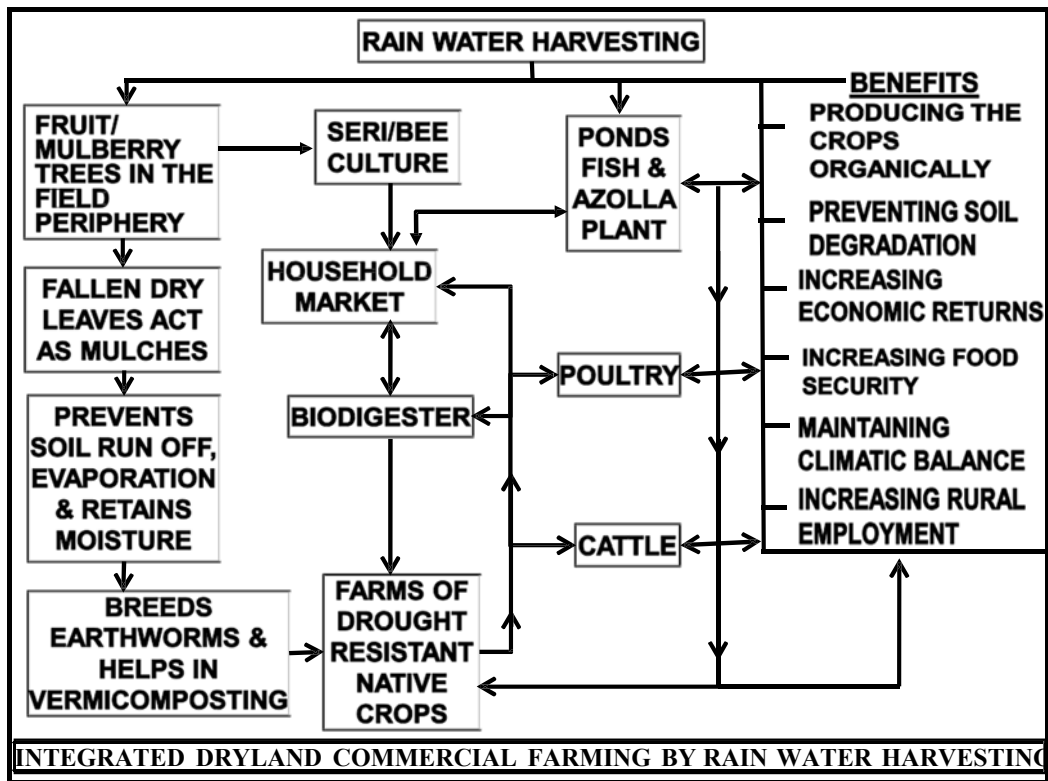 RAIN WATER HARVESTING
FRUIT/
MULBERRY
TREES IN THE
FIELD
PERIPHERY
SERI/BEE
CULTURE
PONDS
FISH &
AZOLLA
PLANT
HOUSEHOLD
MARKET
FALLEN DRY
LEAVES ACT
AS MULCHES
POULTRY
BIODIGESTER
PREVENTS
SOIL RUN OFF,
EVAPORATION
& RETAINS
MOISTURE
CATTLE
BREEDS
EARTHWORMS &
HELPS IN
VERMICOMPOSTING
FARMS OF
DROUGHT
RESISTANT
NATIVE
CROPS
BENEFITS
PRODUCING THE
CROPS
ORGANICALLY
PREVENTING SOIL
DEGRADATION
INCREASING
ECONOMIC RETURNS
INCREASING FOOD
SECURITY
MAINTAINING
CLIMATIC BALANCE
INCREASING RURAL
EMPLOYMENT
INTEGRATED DRYLAND COMMERCIAL FARMING BY RAIN WATER HARVESTING